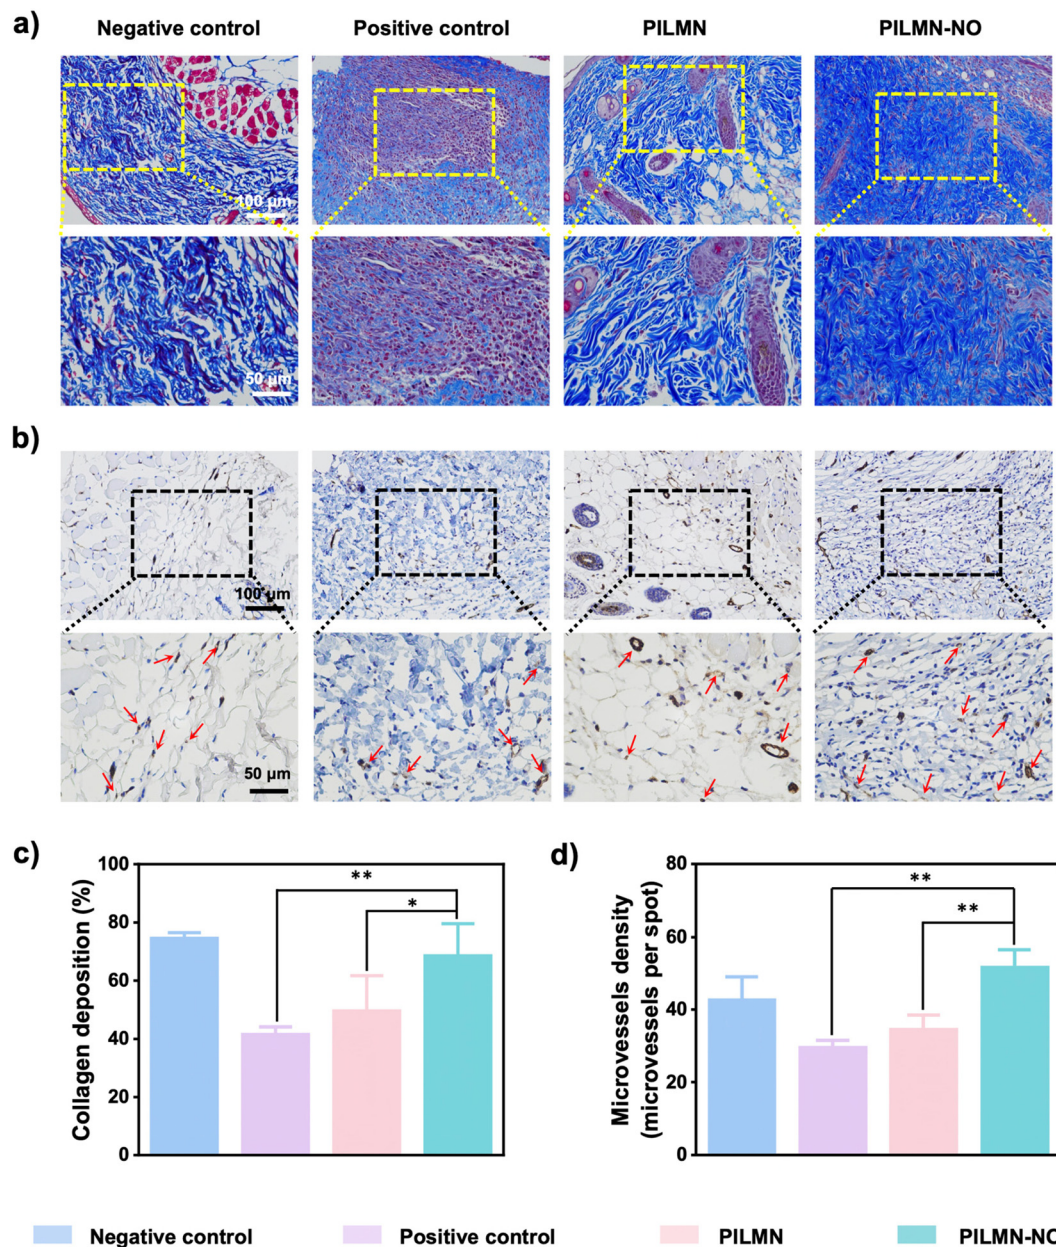 a)
Negative control
Positive control
PILMN
PILMN-NO
100 μm
50 μm
b)
100 μm
50 μm
c)
Collagen deposition (%)
100
80
60
40
20
0
**
*
d)
Microvessels density
(microvessels per spot)
80
60
40
20
0
**
**
Negative control
Positive control
PILMN
PILMN-NO